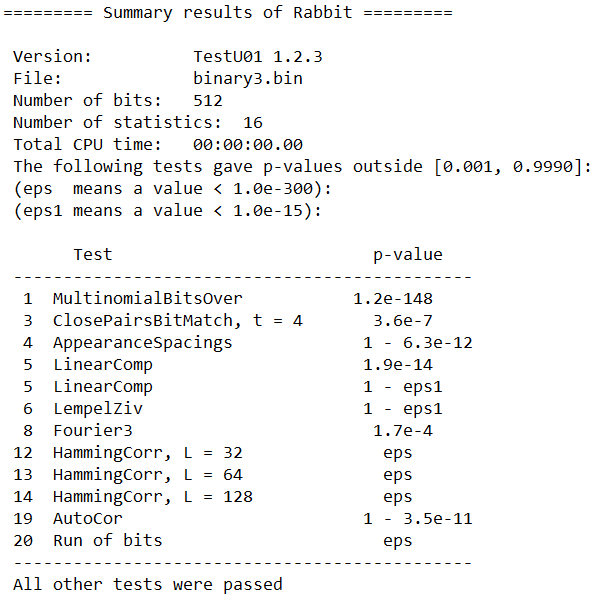 ========= Summary results of Rabbit =========
Version:          TestU01 1.2.3
File:             binary3.bin
Number of bits:   512
Number of statistics:  16
Total CPU time:   00:00:00.00
The following tests gave p-values outside [0.001, 0.9990]:
(eps  means a value < 1.0e-300):
(eps1 means a value < 1.0e-15):
      Test                          p-value
----------------------------------------------
 1  MultinomialBitsOver           1.2e-148
 3  ClosePairsBitMatch, t = 4       3.6e-7
 4  AppearanceSpacings             1 - 6.3e-12
 5  LinearComp                     1.9e-14
 5  LinearComp                     1 - eps1
 6  LempelZiv                      1 - eps1
 8  Fourier3                        1.7e-4
12  HammingCorr, L = 32              eps
13  HammingCorr, L = 64              eps
14  HammingCorr, L = 128             eps
19  AutoCor                        1 - 3.5e-11
20  Run of bits                      eps
----------------------------------------------
All other tests were passed